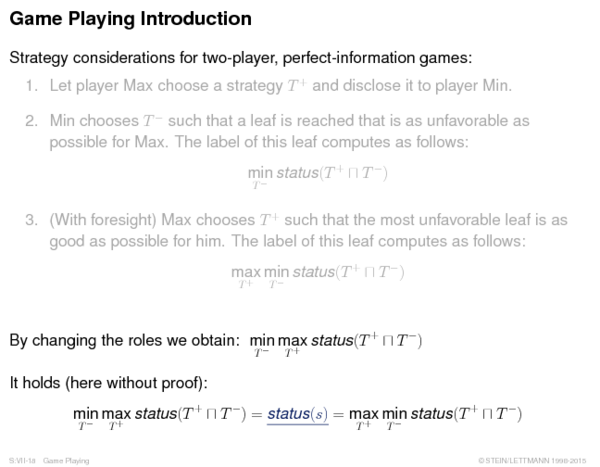 Game Playing Introduction
Strategy considerations for two-player, perfect-information games:
1. Let player Max choose a strategy T⁺ and disclose it to player Min.
2. Min chooses T⁻ such that a leaf is reached that is as unfavorable as
possible for Max. The label of this leaf computes as follows:
min status(T⁺ ⊓ T⁻)
T⁻
3. (With foresight) Max chooses T⁺ such that the most unfavorable leaf is as
good as possible for him. The label of this leaf computes as follows:
max min status(T⁺ ⊓ T⁻)
T⁺ T⁻
By changing the roles we obtain: min max status(T⁺ ⊓ T⁻)
T⁻ T⁺
It holds (here without proof):
min max status(T⁺ ⊓ T⁻) = status(s) = max min status(T⁺ ⊓ T⁻)
T⁻ T⁺ T⁺ T⁻
S:VII-18 Game Playing © STEIN/LETTMANN 1998-2015